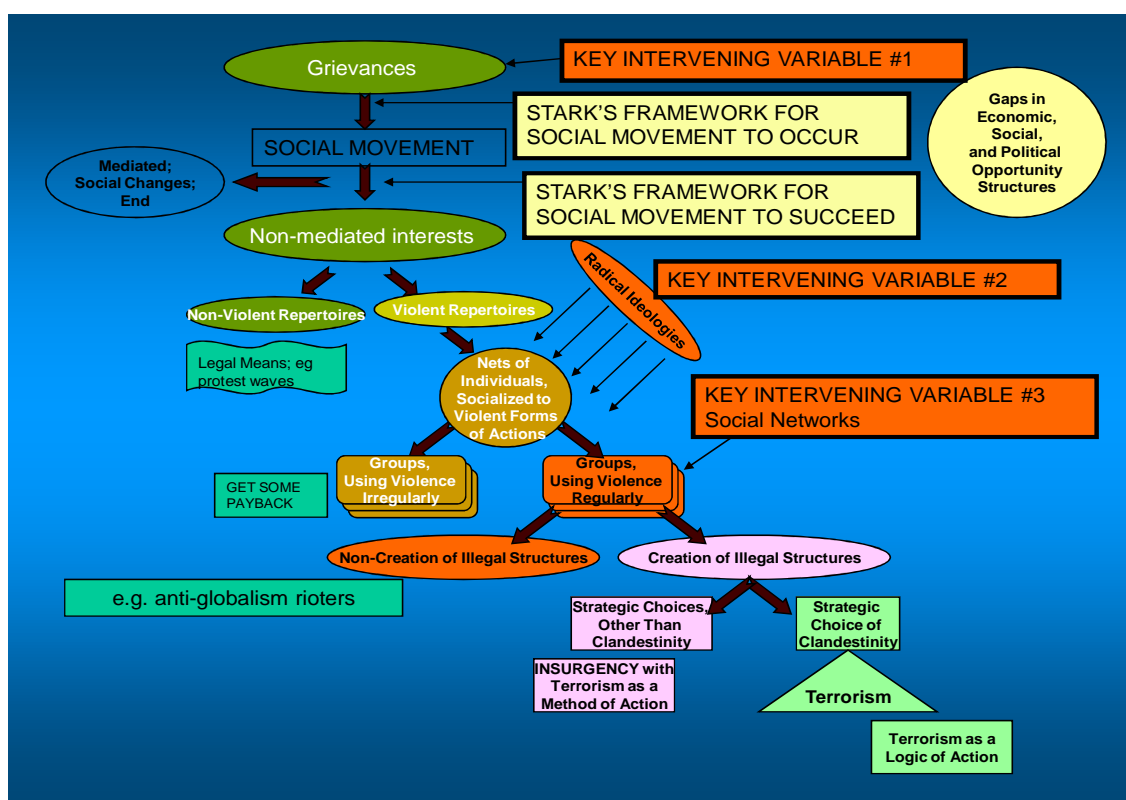 Grievances
KEY INTERVENING VARIABLE #1
STARK'S FRAMEWORK FOR
SOCIAL MOVEMENT TO OCCUR
Gaps in
Economic,
Social,
and Political
Opportunity
Structures
SOCIAL MOVEMENT
Mediated;
Social Changes;
End
STARK'S FRAMEWORK FOR
SOCIAL MOVEMENT TO SUCCEED
Non-mediated interests
Radical Ideologies
KEY INTERVENING VARIABLE #2
Non-Violent Repertoires
Violent Repertoires
Legal Means; eg
protest waves
Nets of
Individuals,
Socialized to
Violent Forms
of Actions
KEY INTERVENING VARIABLE #3
Social Networks
GET SOME
PAYBACK
Groups,
Using Violence
Irregularly
Groups,
Using Violence
Regularly
Non-Creation of Illegal Structures
Creation of Illegal Structures
e.g. anti-globalism rioters
Strategic Choices,
Other Than
Clandestinity
Strategic
Choice of
Clandestinity
INSURGENCY with
Terrorism as a
Method of Action
Terrorism
Terrorism as a
Logic of Action